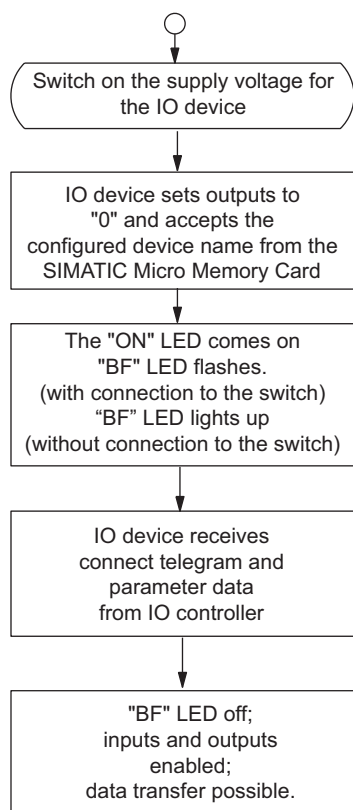 Switch on the supply voltage for
the IO device
IO device sets outputs to
"0" and accepts the
configured device name from the
SIMATIC Micro Memory Card
The "ON" LED comes on
"BF" LED flashes.
(with connection to the switch)
“BF” LED lights up
(without connection to the switch)
IO device receives
connect telegram and
parameter data
from IO controller
"BF" LED off;
inputs and outputs
enabled;
data transfer possible.